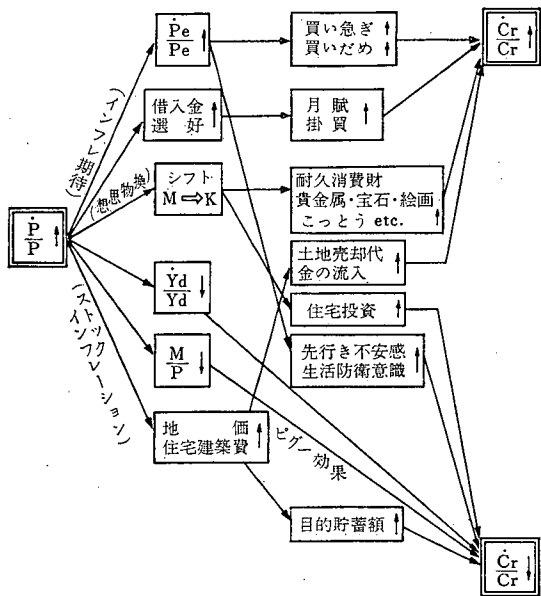 Ṗe/Pe ↑
買い急ぎ ↑
買いだめ ↑
Ċr/Cr ↑
(インフレ期待)
借入金
選好 ↑
月賦
掛買 ↑
(換物思想)
シフト
M ⇨ K
耐久消費財
貴金属・宝石・絵画
こっとう etc. ↑
Ṗ/P ↑
土地売却代
金の流入 ↑
Ẏd/Yd ↓
住宅投資 ↑
(ストック
インフレーション)
M/P ↓
先行き不安感
生活防衛意識 ↑
地価
住宅建築費 ↑
ピグー効果
目的貯蓄額 ↑
Ċr/Cr ↓